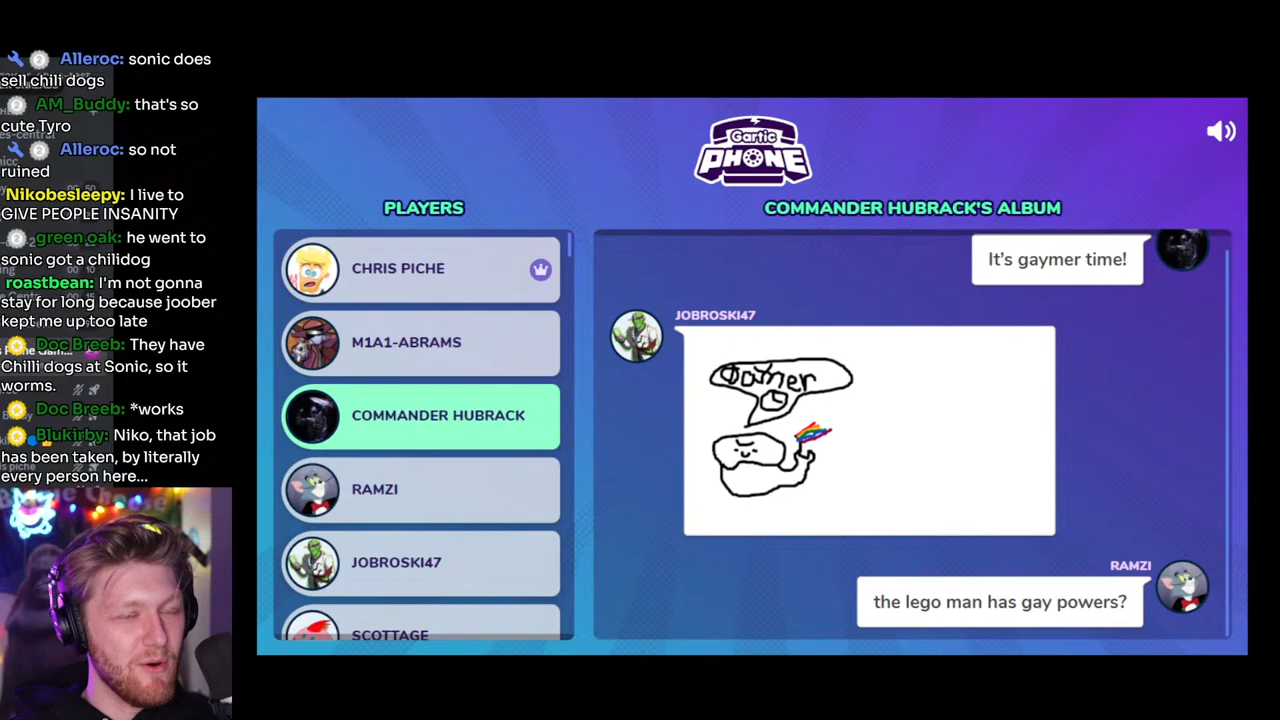 Alleroc: sonic does
sell chili dogs
AM_Buddy: that's so
cute Tyro
Alleroc: so not
ruined
Nikobesleepy: I live to
GIVE PEOPLE INSANITY
green.oak: he went to
sonic got a chilidog
roastbean: I'm not gonna
stay for long because joober
kept me up too late
Doc Breeb: They have
Chilli dogs at Sonic, so it
worms.
Doc Breeb: *works
Blukirby: Niko, that job
has been taken, by literally
every person here...
Gartic
PHONE
PLAYERS
CHRIS PICHE
M1A1-ABRAMS
COMMANDER HUBRACK
RAMZI
JOBROSKI47
SCOTTAGE
COMMANDER HUBRACK'S ALBUM
It's gaymer time!
JOBROSKI47
RAMZI
the lego man has gay powers?